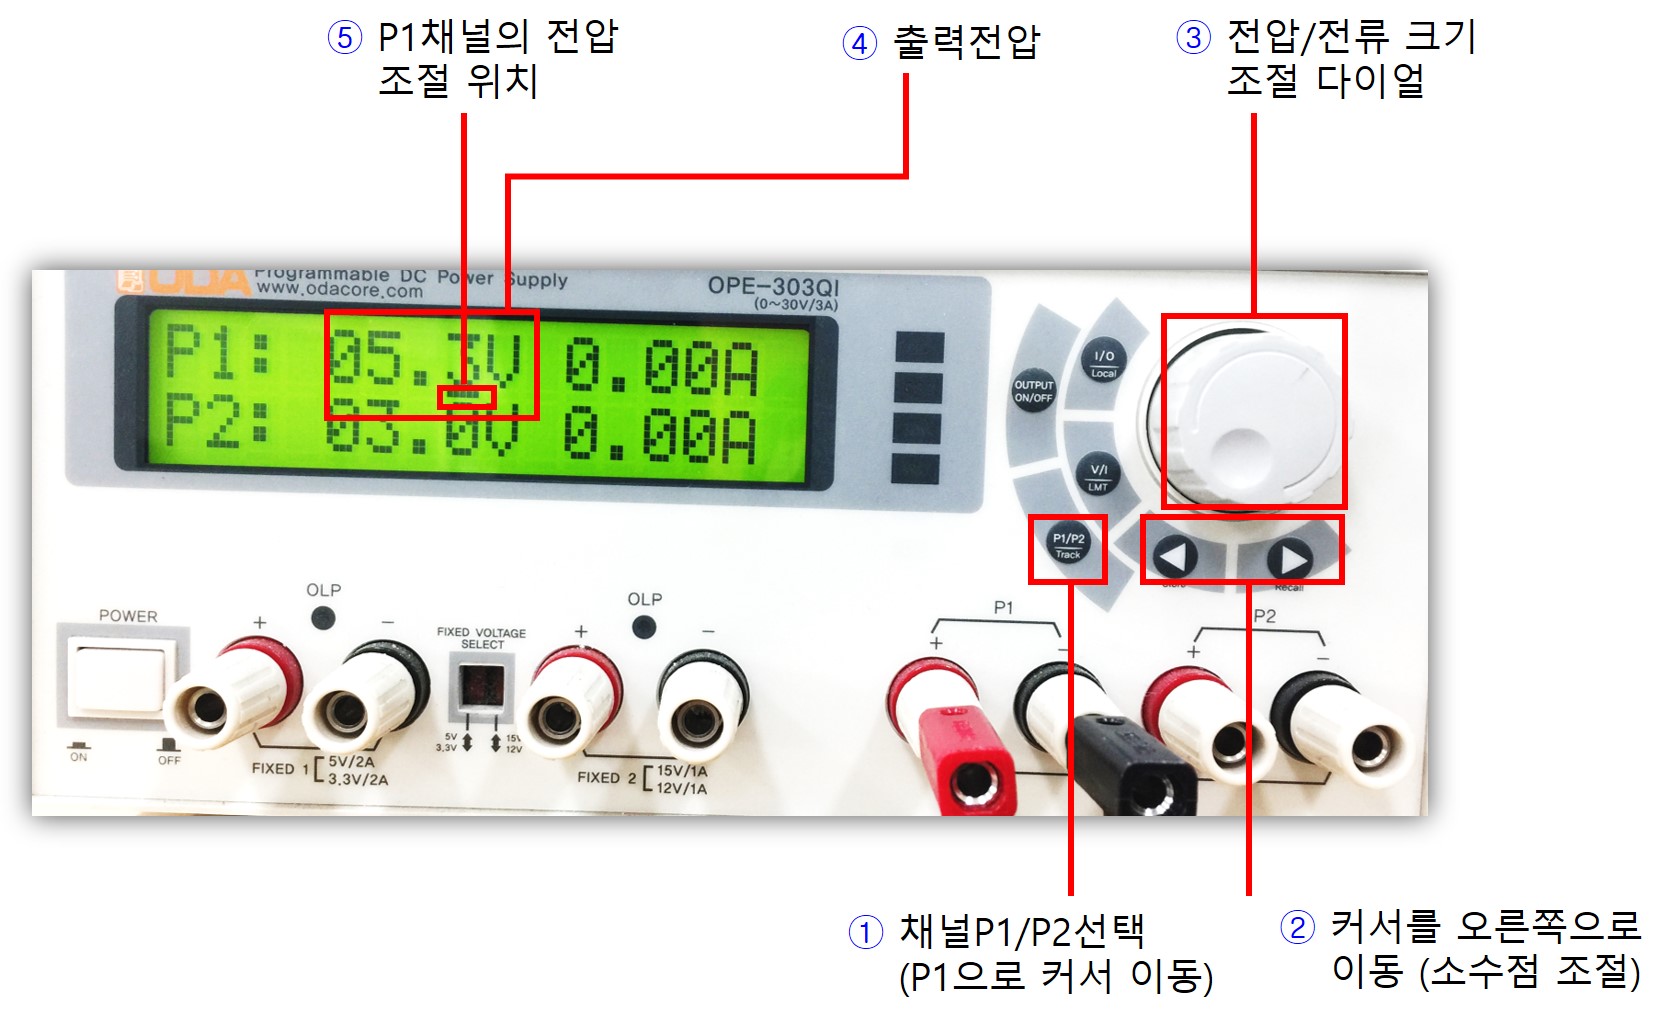 ⑤ P1채널의 전압
조절 위치
④ 출력전압
③ 전압/전류 크기
조절 다이얼
ODA
Programmable DC Power Supply
www.odacore.com
OPE-303QI
(0~30V/3A)
P1: 05.3V 0.00A
P2: 03.0V 0.00A
I/O
Local
OUTPUT
ON/OFF
V/I
LMT
P1/P2
Track
Store
Recall
POWER
ON
OFF
OLP
+ -
FIXED 1
5V/2A
3.3V/2A
FIXED VOLTAGE
SELECT
5V
3.3V
15V
12V
OLP
+ -
FIXED 2
15V/1A
12V/1A
P1
+ -
P2
+ -
① 채널P1/P2선택
(P1으로 커서 이동)
② 커서를 오른쪽으로
이동 (소수점 조절)